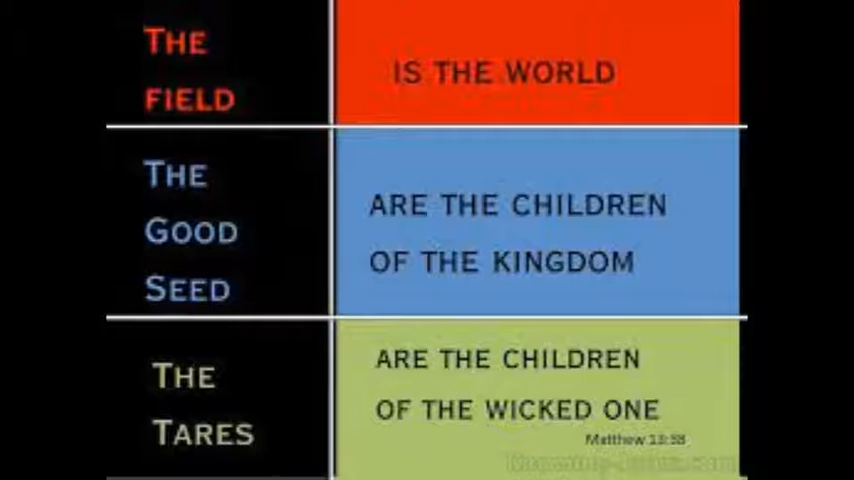 THE
FIELD
IS THE WORLD
THE
GOOD
SEED
ARE THE CHILDREN
OF THE KINGDOM
THE
TARES
ARE THE CHILDREN
OF THE WICKED ONE
Matthew 13:38